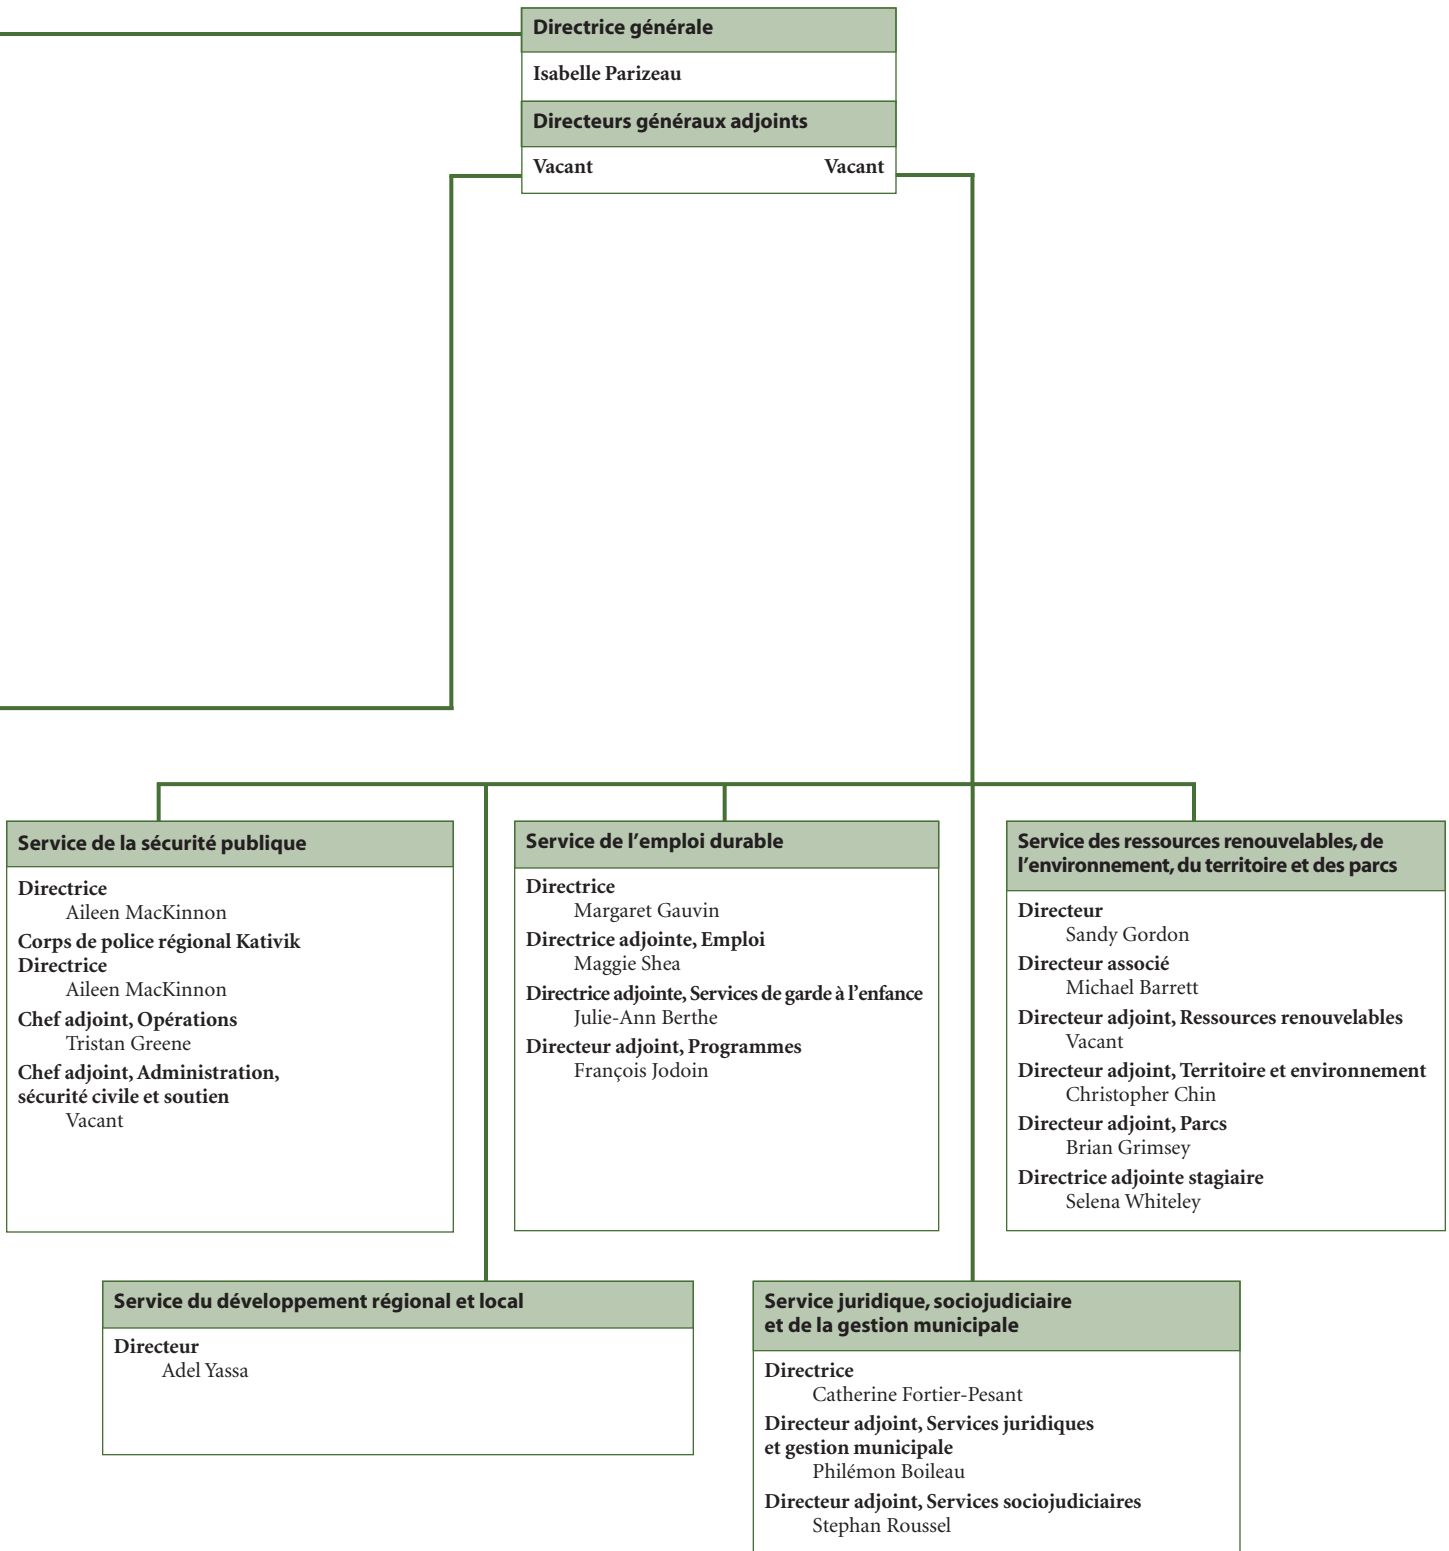 Directrice générale
Isabelle Parizeau
Directeurs généraux adjoints
Vacant Vacant
Service de la sécurité publique
Directrice
Aileen MacKinnon
Corps de police régional Kativik
Directrice
Aileen MacKinnon
Chef adjoint, Opérations
Tristan Greene
Chef adjoint, Administration,
sécurité civile et soutien
Vacant
Service de l'emploi durable
Directrice
Margaret Gauvin
Directrice adjointe, Emploi
Maggie Shea
Directrice adjointe, Services de garde à l'enfance
Julie-Ann Berthe
Directeur adjoint, Programmes
François Jodoin
Service des ressources renouvelables, de
l'environnement, du territoire et des parcs
Directeur
Sandy Gordon
Directeur associé
Michael Barrett
Directeur adjoint, Ressources renouvelables
Vacant
Directeur adjoint, Territoire et environnement
Christopher Chin
Directeur adjoint, Parcs
Brian Grimsey
Directrice adjointe stagiaire
Selena Whiteley
Service du développement régional et local
Directeur
Adel Yassa
Service juridique, sociojudiciaire
et de la gestion municipale
Directrice
Catherine Fortier-Pesant
Directeur adjoint, Services juridiques
et gestion municipale
Philémon Boileau
Directeur adjoint, Services sociojudiciaires
Stephan Roussel